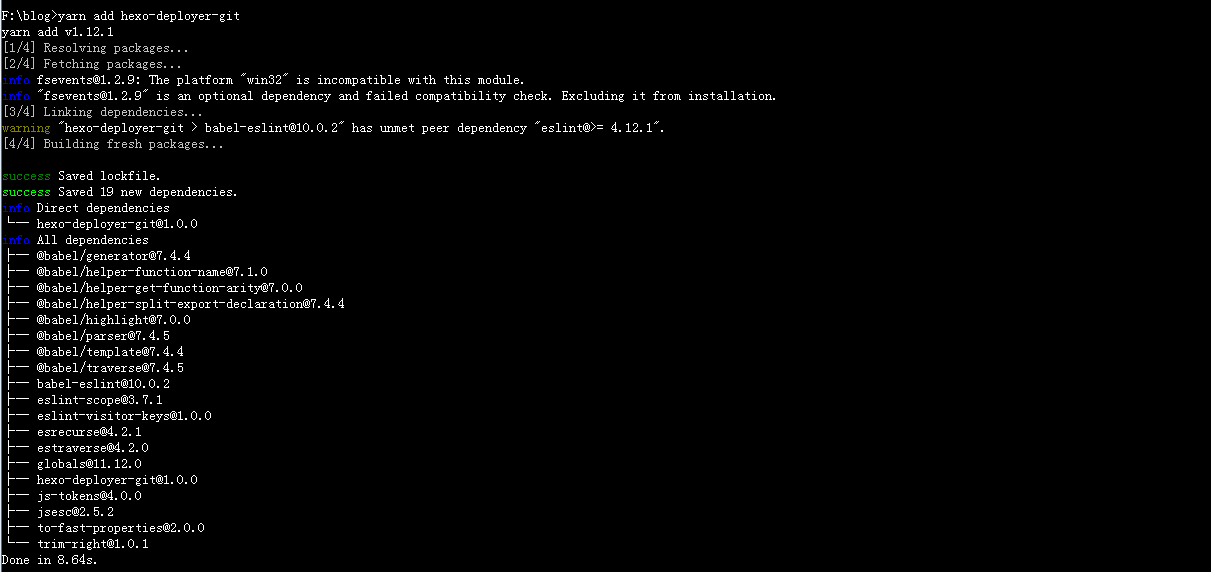 F:\blog>yarn add hexo-deployer-git
yarn add v1.12.1
[1/4] Resolving packages...
[2/4] Fetching packages...
info fsevents@1.2.9: The platform "win32" is incompatible with this module.
info "fsevents@1.2.9" is an optional dependency and failed compatibility check. Excluding it from installation.
[3/4] Linking dependencies...
warning "hexo-deployer-git > babel-eslint@10.0.2" has unmet peer dependency "eslint@>= 4.12.1".
[4/4] Building fresh packages...
success Saved lockfile.
success Saved 19 new dependencies.
info Direct dependencies
└── hexo-deployer-git@1.0.0
info All dependencies
├── @babel/generator@7.4.4
├── @babel/helper-function-name@7.1.0
├── @babel/helper-get-function-arity@7.0.0
├── @babel/helper-split-export-declaration@7.4.4
├── @babel/highlight@7.0.0
├── @babel/parser@7.4.5
├── @babel/template@7.4.4
├── @babel/traverse@7.4.5
├── babel-eslint@10.0.2
├── eslint-scope@3.7.1
├── eslint-visitor-keys@1.0.0
├── esrecurse@4.2.1
├── estraverse@4.2.0
├── globals@11.12.0
├── hexo-deployer-git@1.0.0
├── js-tokens@4.0.0
├── jsesc@2.5.2
├── to-fast-properties@2.0.0
└── trim-right@1.0.1
Done in 8.64s.